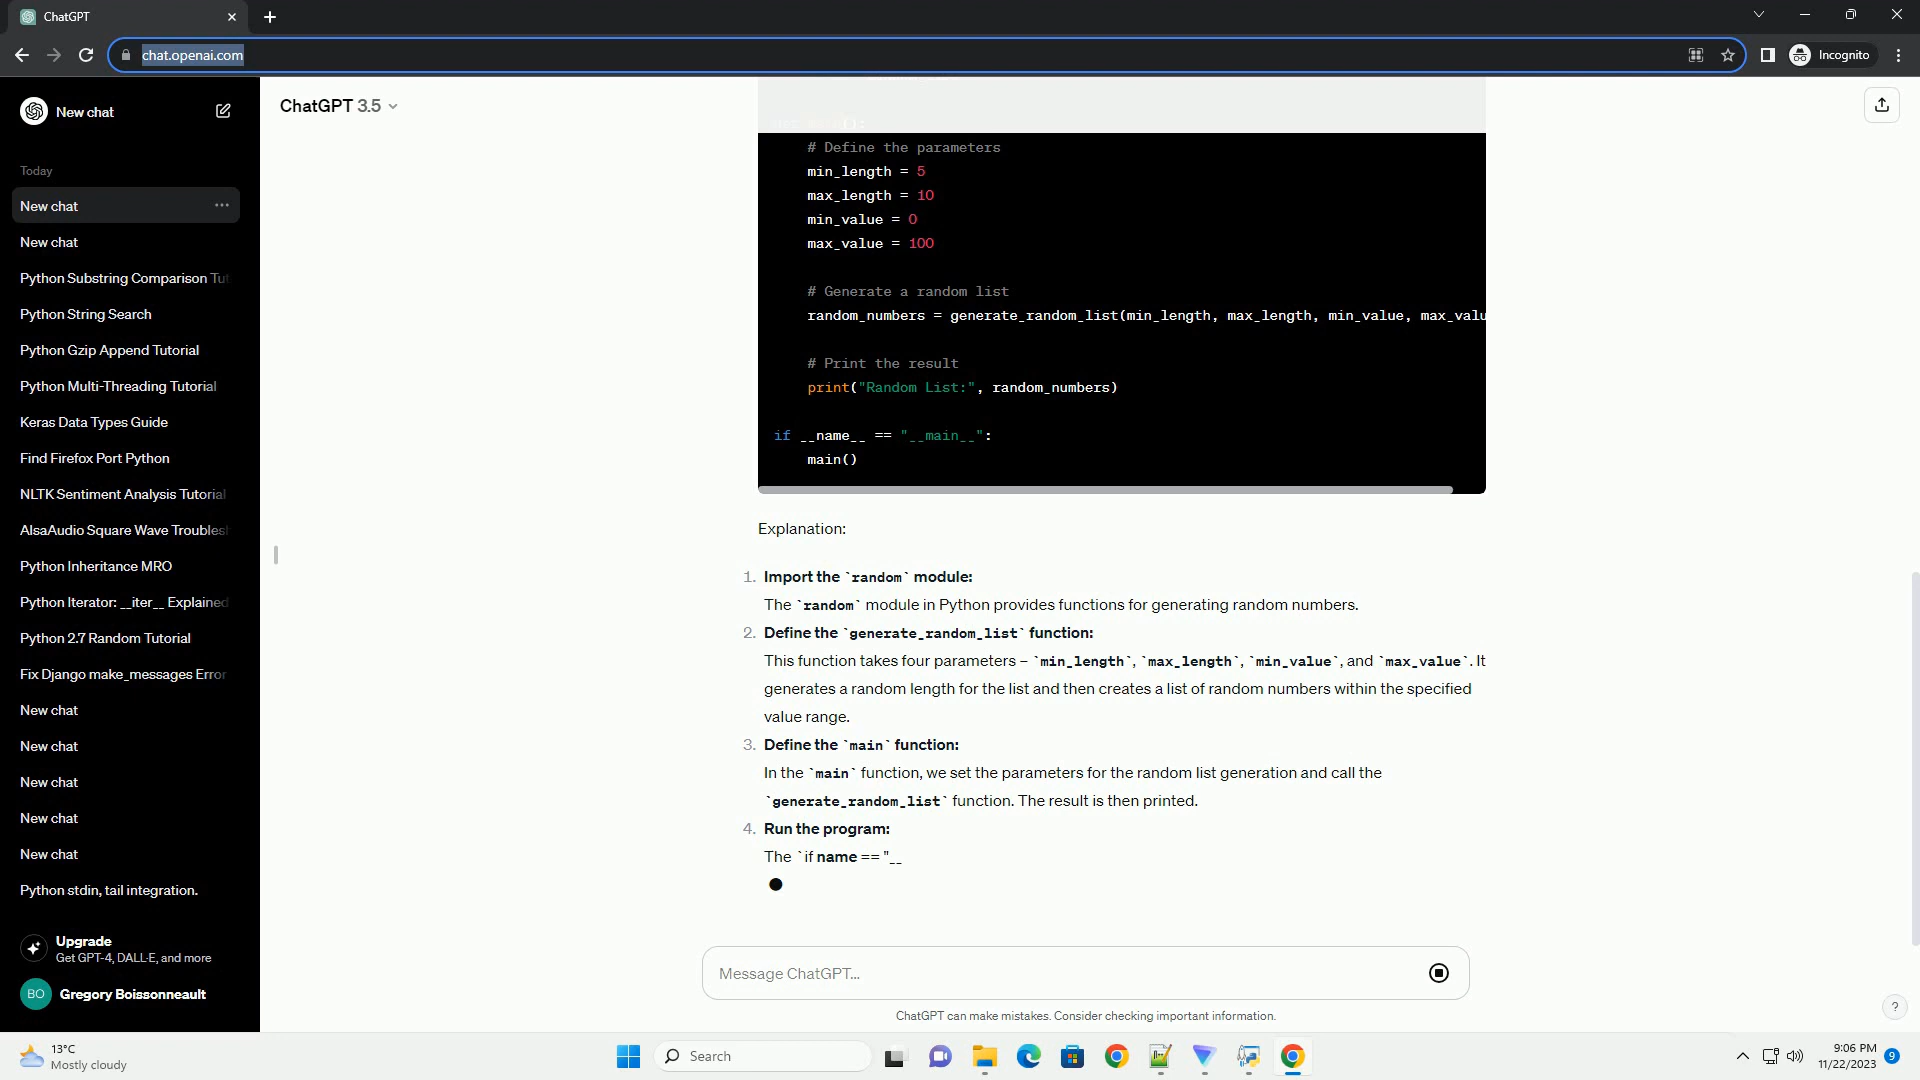 ChatGPT
chat.openai.com
Incognito
New chat
ChatGPT 3.5
Today
New chat
New chat
Python Substring Comparison Tut
Python String Search
Python Gzip Append Tutorial
Python Multi-Threading Tutorial
Keras Data Types Guide
Find Firefox Port Python
NLTK Sentiment Analysis Tutorial
AlsaAudio Square Wave Troubles
Python Inheritance MRO
Python Iterator: __iter__ Explained
Python 2.7 Random Tutorial
Fix Django make_messages Error
New chat
New chat
New chat
New chat
New chat
Python stdin, tail integration.
Upgrade
Get GPT-4, DALL·E, and more
BO
Gregory Boissonneault
# Define the parameters
min_length = 5
max_length = 10
min_value = 0
max_value = 100
# Generate a random list
random_numbers = generate_random_list(min_length, max_length, min_value, max_valu
# Print the result
print("Random List:", random_numbers)
if __name__ == "__main__":
main()
Explanation:
1. Import the `random` module:
The `random` module in Python provides functions for generating random numbers.
2. Define the `generate_random_list` function:
This function takes four parameters – `min_length`, `max_length`, `min_value`, and `max_value`. It
generates a random length for the list and then creates a list of random numbers within the specified
value range.
3. Define the `main` function:
In the `main` function, we set the parameters for the random list generation and call the
`generate_random_list` function. The result is then printed.
4. Run the program:
The `if name == "__
Message ChatGPT...
ChatGPT can make mistakes. Consider checking important information.
?
13°C
Mostly cloudy
Search
9:06 PM
11/22/2023
9